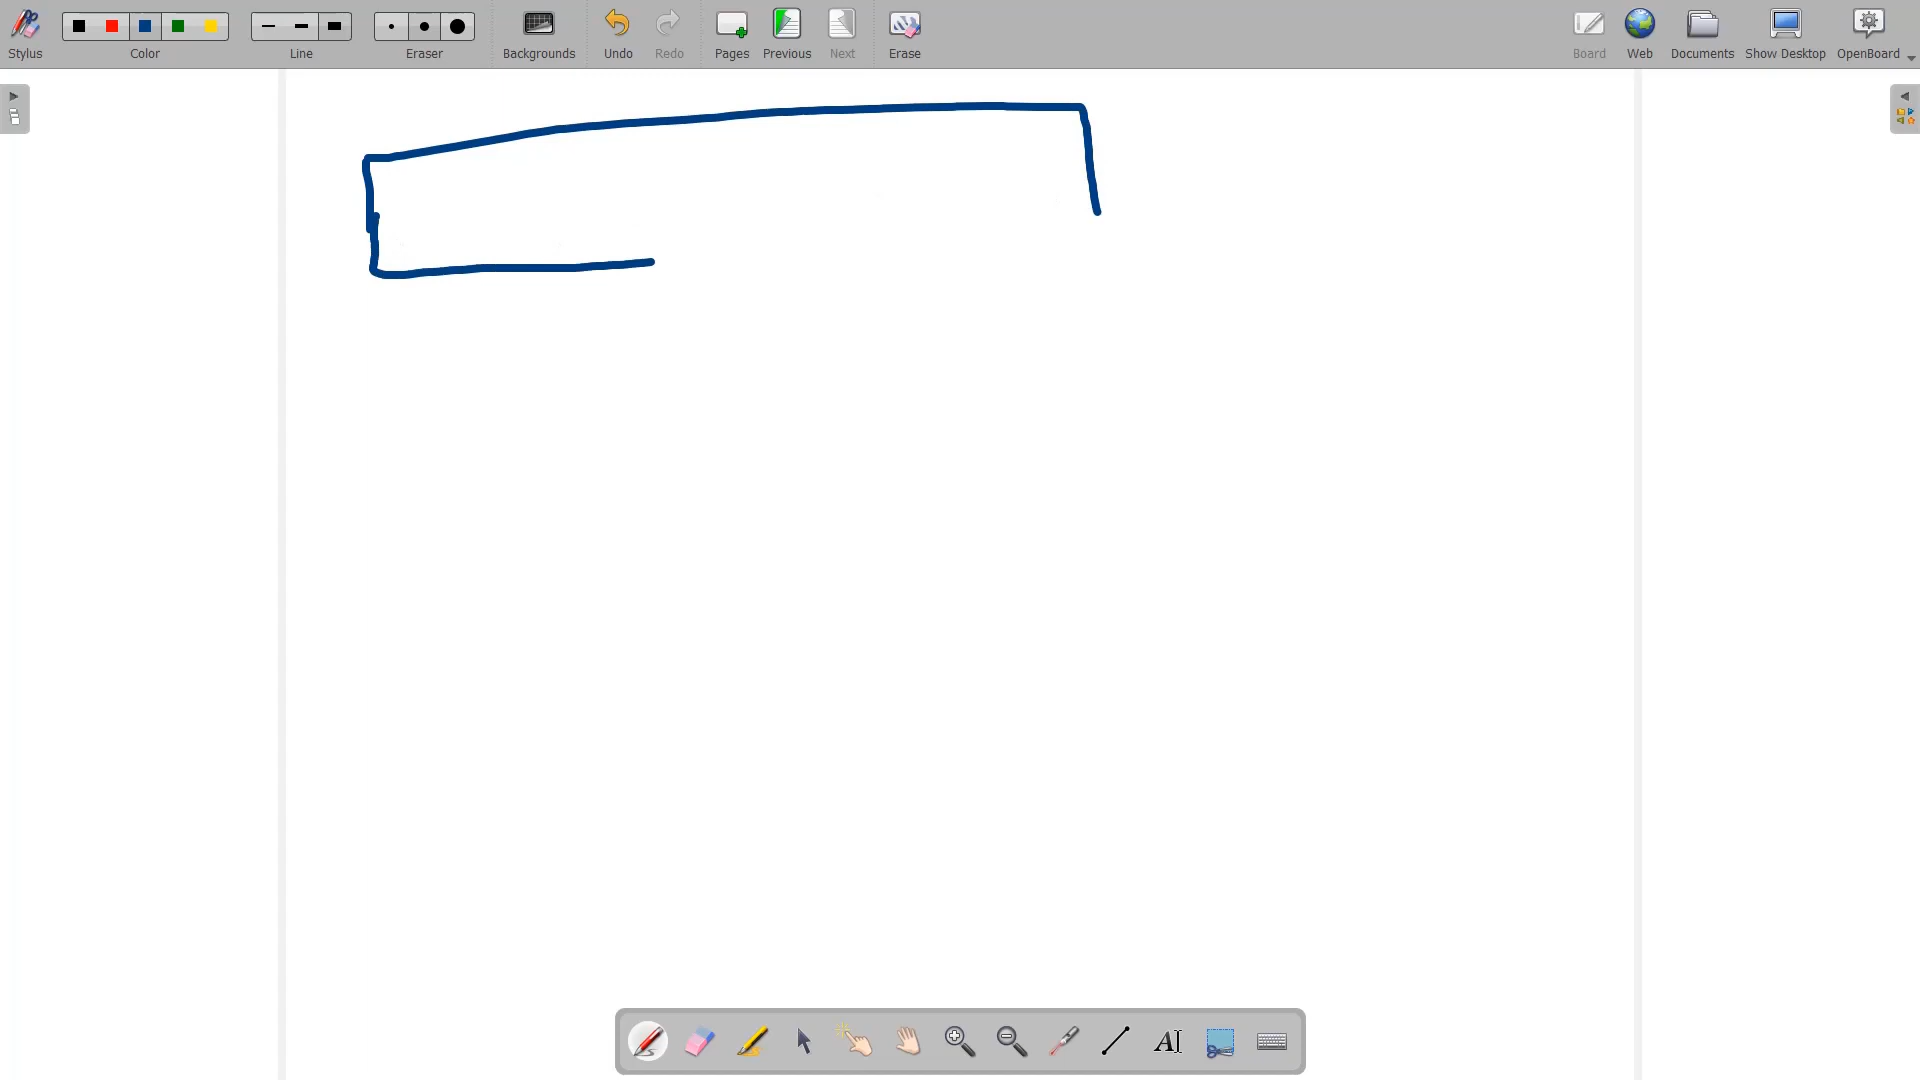 Stylus
Color
Line
Eraser
Backgrounds
Undo
Redo
Pages
Previous
Next
Erase
Board
Web
Documents
Show Desktop
OpenBoard
A